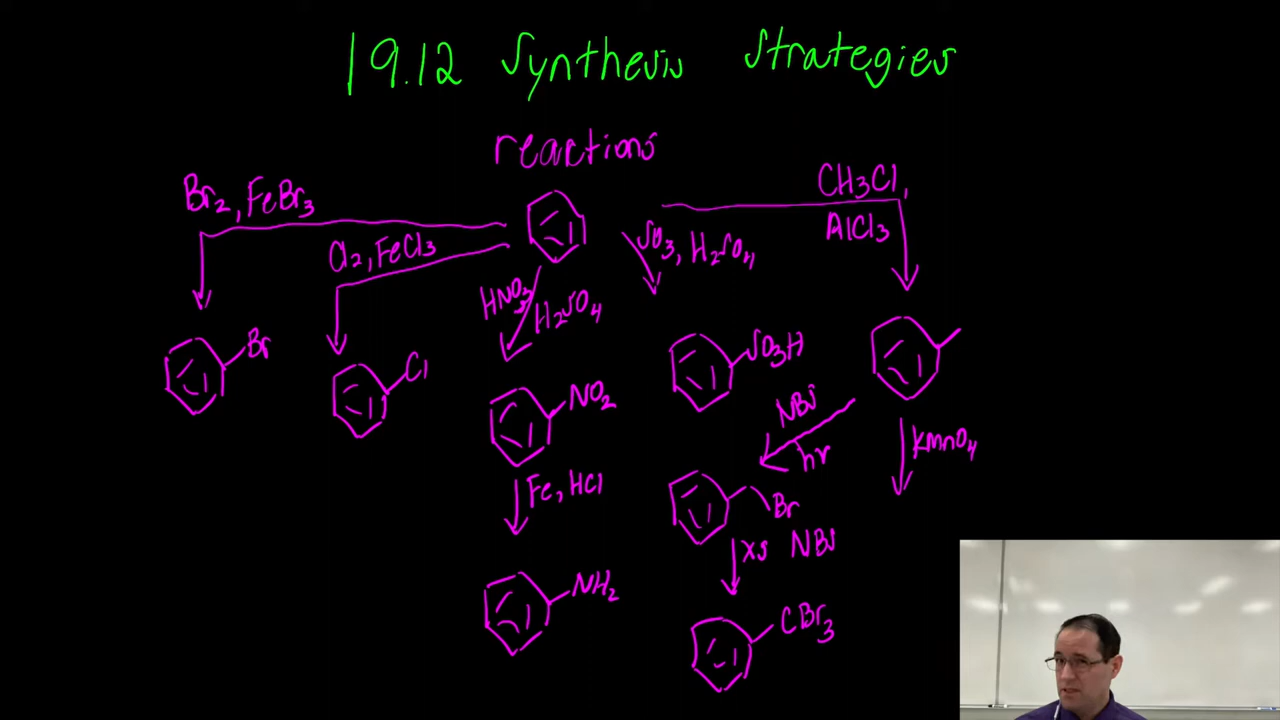 19.12 Synthesis Strategies
reactions
Br2, FeBr3
Cl2, FeCl3
HNO3
H2SO4
SO3, H2SO4
CH3Cl,
AlCl3
Br
Cl
NO2
SO3H
NBS
hν
KMnO4
Fe, HCl
Br
xs NBS
NH2
CBr3